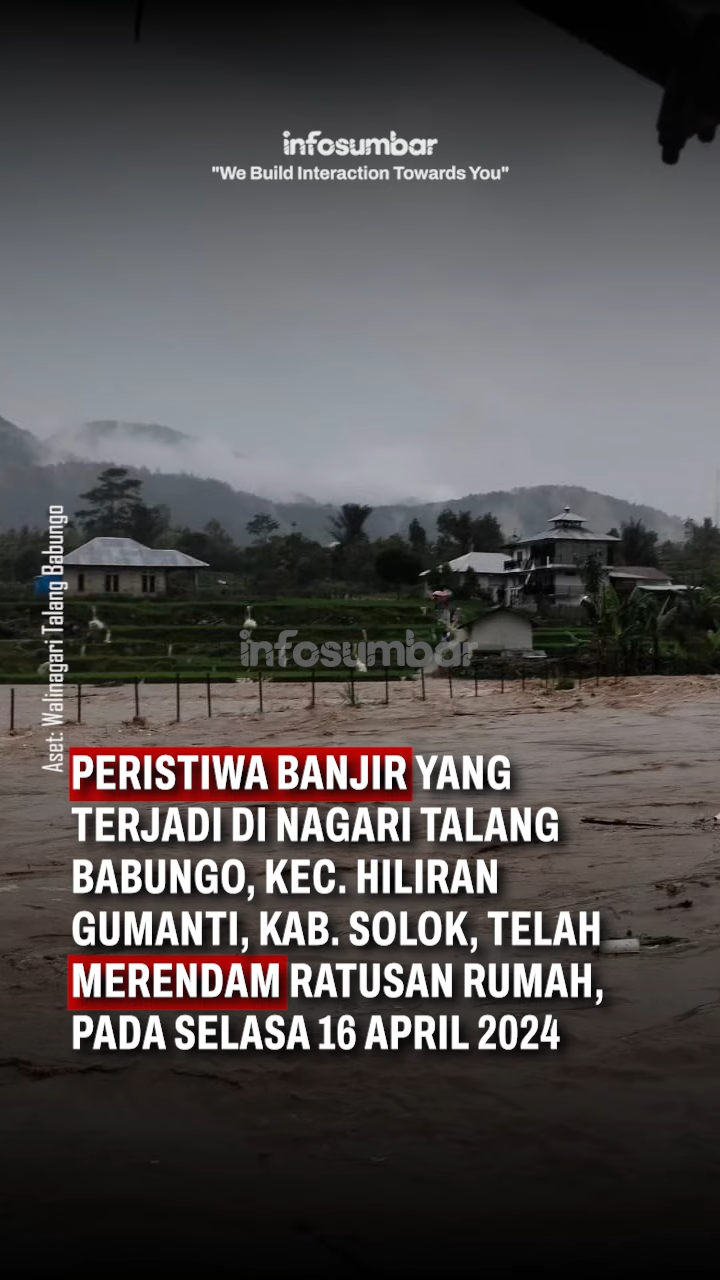 infosumbar
"We Build Interaction Towards You"
Aset: Walinagari Talang Babungo
infosumbar
PERISTIWA BANJIR YANG
TERJADI DI NAGARI TALANG
BABUNGO, KEC. HILIRAN
GUMANTI, KAB. SOLOK, TELAH
MERENDAM RATUSAN RUMAH,
PADA SELASA 16 APRIL 2024